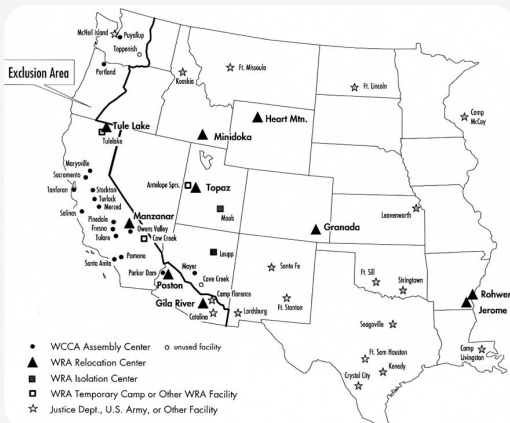 McNeil Island
Puyallup
Toppenish
Portland
Exclusion Area
Kooskia
Ft. Missoula
Ft. Lincoln
Camp
McCoy
Heart Mtn.
Minidoka
Tule Lake
Tulelake
Marysville
Sacramento
Tanforan
Stockton
Turlock
Merced
Salinas
Pinedale
Fresno
Tulare
Manzanar
Owens Valley
Cow Creek
Antelope Sprs.
Topaz
Moab
Leavenworth
Granada
Santa Anita
Pomona
Parker Dam
Mayer
Leupp
Cave Creek
Poston
Camp Florence
Gila River
Catalina
Lordsburg
Santa Fe
Ft. Stanton
Ft. Sill
Stringtown
Rohwer
Jerome
Seagoville
Ft. Sam Houston
Kenedy
Crystal City
Camp
Livingston
WCCA Assembly Center
unused facility
WRA Relocation Center
WRA Isolation Center
WRA Temporary Camp or Other WRA Facility
Justice Dept., U.S. Army, or Other Facility